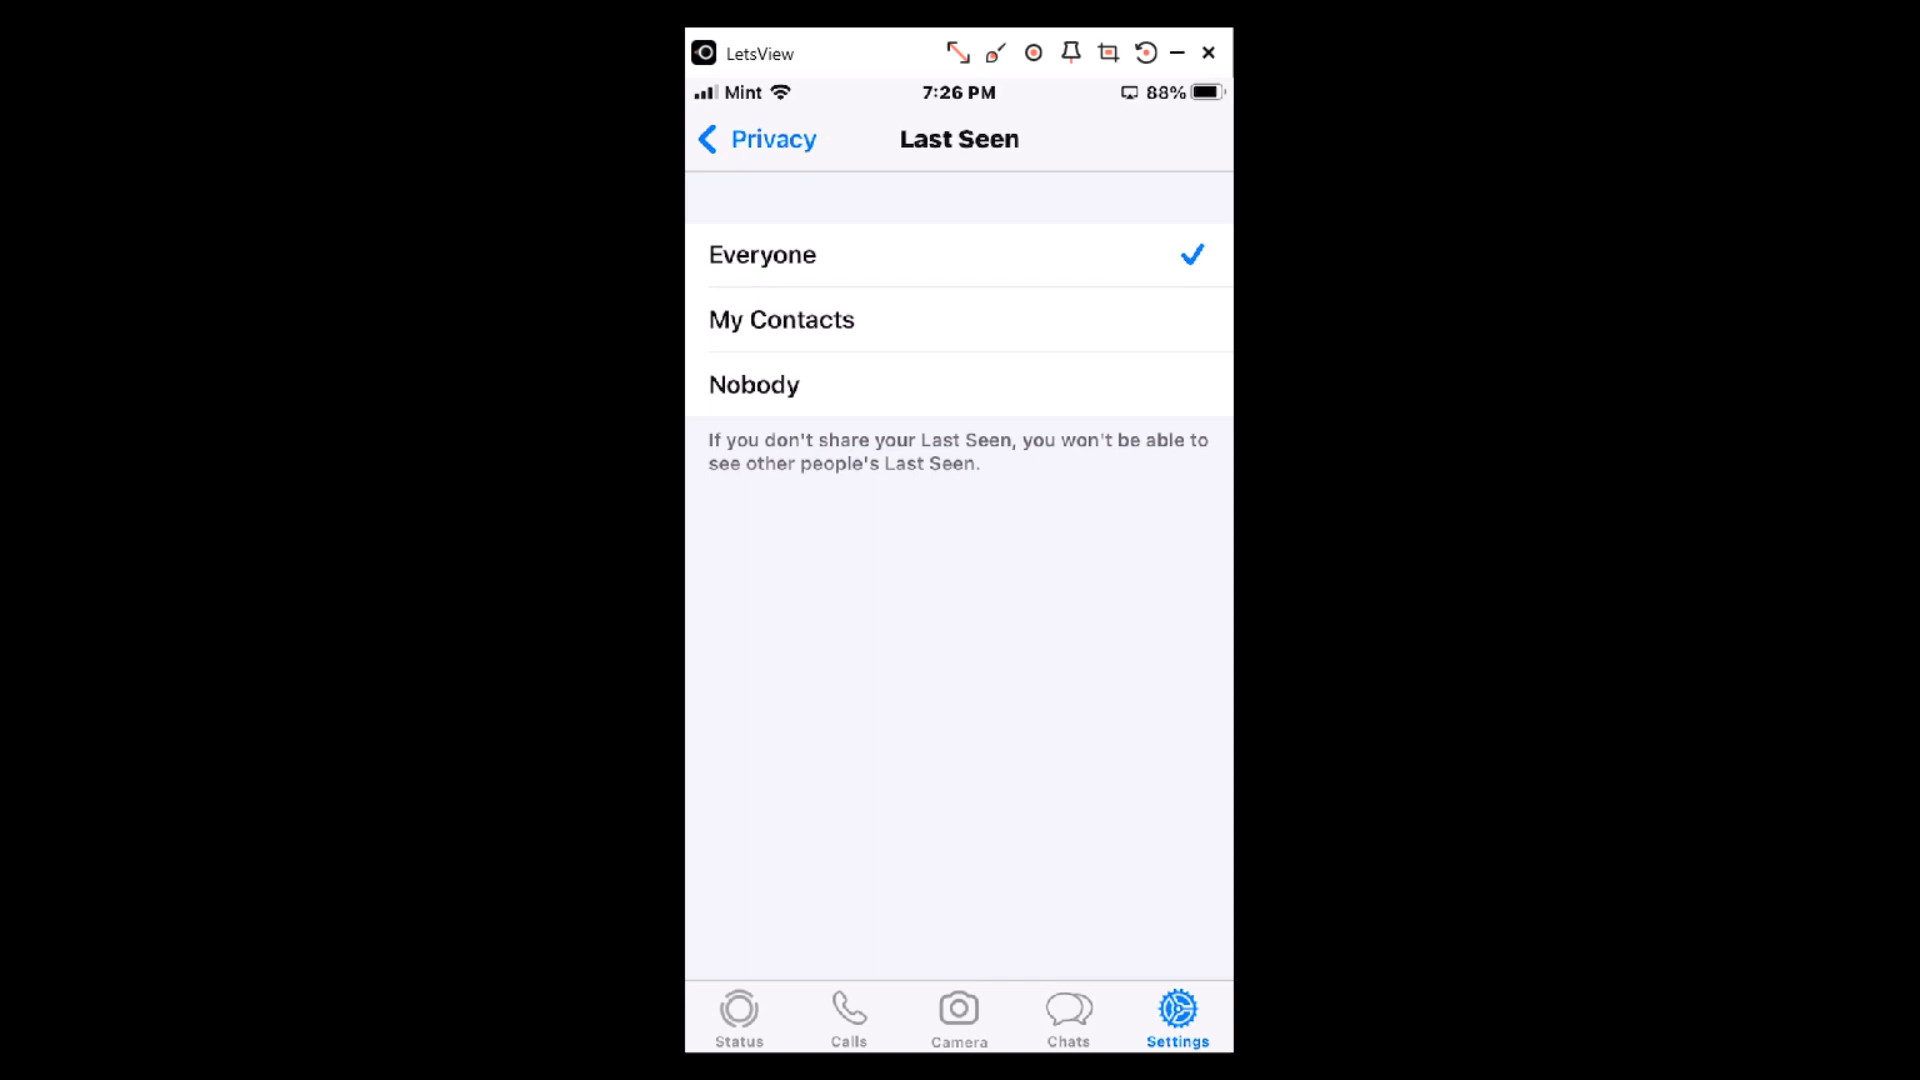 LetsView
Mint 7:26 PM 88%
Privacy Last Seen
Everyone
My Contacts
Nobody
If you don't share your Last Seen, you won't be able to
see other people's Last Seen.
Status Calls Camera Chats Settings